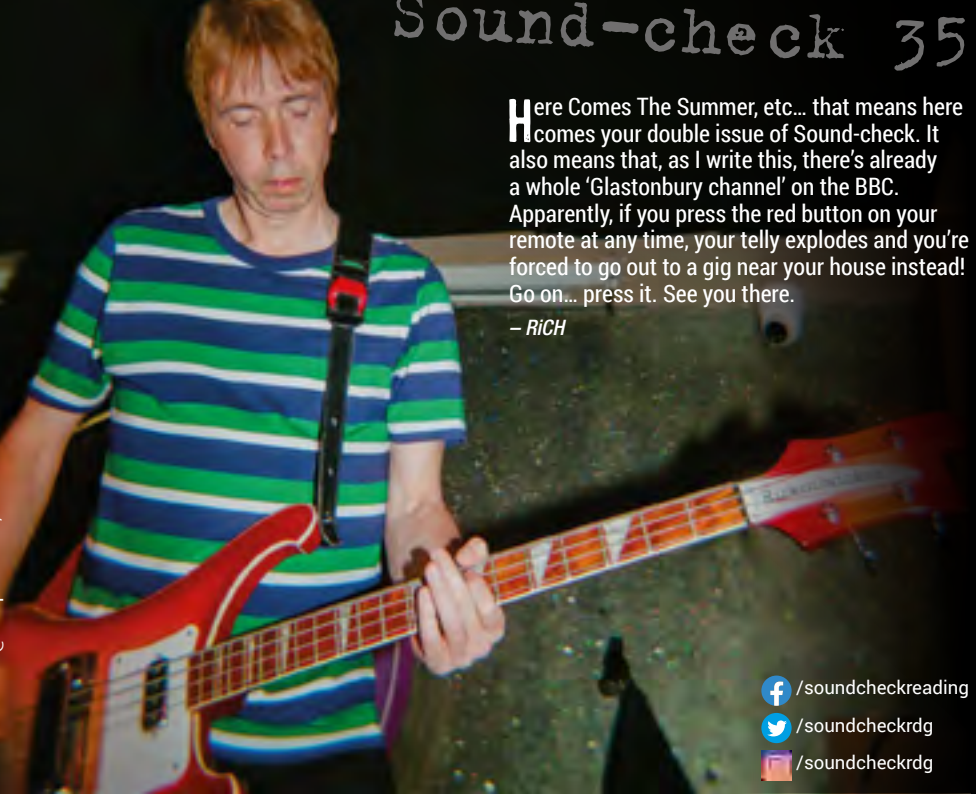 Sound-check 35
Here Comes The Summer, etc… that means here
comes your double issue of Sound-check. It
also means that, as I write this, there’s already
a whole ‘Glastonbury channel’ on the BBC.
Apparently, if you press the red button on your
remote at any time, your telly explodes and you’re
forced to go out to a gig near your house instead!
Go on… press it. See you there.
– RiCH
/soundcheckreading
/soundcheckrdg
/soundcheckrdg